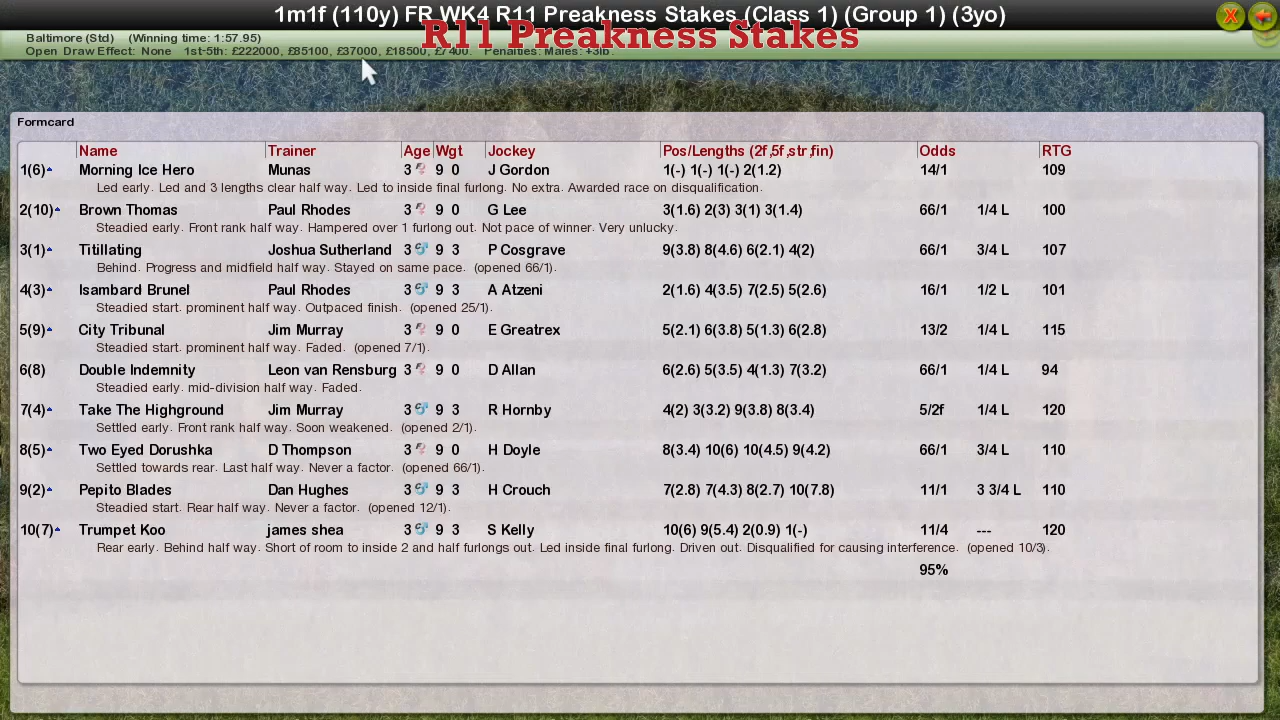 1m1f (110y) FR WK4 R11 Preakness Stakes (Class 1) (Group 1) (3yo)
R11 Preakness Stakes
Baltimore (Std) (Winning time: 1:57.95)
Open Draw Effect: None 1st-5th: £222000, £85100, £37000, £18500, £7400. Penalties: Males: +3lb.
Formcard
Name Trainer Age Wgt Jockey Pos/Lengths (2f,5f,str,fin) Odds RTG
1(6) Morning Ice Hero Munas 3 9 0 J Gordon 1(-) 1(-) 1(-) 2(1.2) 14/1 109
Led early. Led and 3 lengths clear half way. Led to inside final furlong. No extra. Awarded race on disqualification.
2(10) Brown Thomas Paul Rhodes 3 9 0 G Lee 3(1.6) 2(3) 3(1) 3(1.4) 66/1 1/4 L 100
Steadied early. Front rank half way. Hampered over 1 furlong out. Not pace of winner. Very unlucky.
3(1) Titillating Joshua Sutherland 3 9 3 P Cosgrave 9(3.8) 8(4.6) 6(2.1) 4(2) 66/1 3/4 L 107
Behind. Progress and midfield half way. Stayed on same pace. (opened 66/1).
4(3) Isambard Brunel Paul Rhodes 3 9 3 A Atzeni 2(1.6) 4(3.5) 7(2.5) 5(2.6) 16/1 1/2 L 101
Steadied start. prominent half way. Outpaced finish. (opened 25/1).
5(9) City Tribunal Jim Murray 3 9 0 E Greatrex 5(2.1) 6(3.8) 5(1.3) 6(2.8) 13/2 1/4 L 115
Steadied start. prominent half way. Faded. (opened 7/1).
6(8) Double Indemnity Leon van Rensburg 3 9 0 D Allan 6(2.6) 5(3.5) 4(1.3) 7(3.2) 66/1 1/4 L 94
Steadied early. mid-division half way. Faded.
7(4) Take The Highground Jim Murray 3 9 3 R Hornby 4(2) 3(3.2) 9(3.8) 8(3.4) 5/2f 1/4 L 120
Settled early. Front rank half way. Soon weakened. (opened 2/1).
8(5) Two Eyed Dorushka D Thompson 3 9 0 H Doyle 8(3.4) 10(6) 10(4.5) 9(4.2) 66/1 3/4 L 110
Settled towards rear. Last half way. Never a factor. (opened 66/1).
9(2) Pepito Blades Dan Hughes 3 9 3 H Crouch 7(2.8) 7(4.3) 8(2.7) 10(7.8) 11/1 3 3/4 L 110
Steadied start. Rear half way. Never a factor. (opened 12/1).
10(7) Trumpet Koo james shea 3 9 3 S Kelly 10(6) 9(5.4) 2(0.9) 1(-) 11/4 --- 120
Rear early. Behind half way. Short of room to inside 2 and half furlongs out. Led inside final furlong. Driven out. Disqualified for causing interference. (opened 10/3).
95%